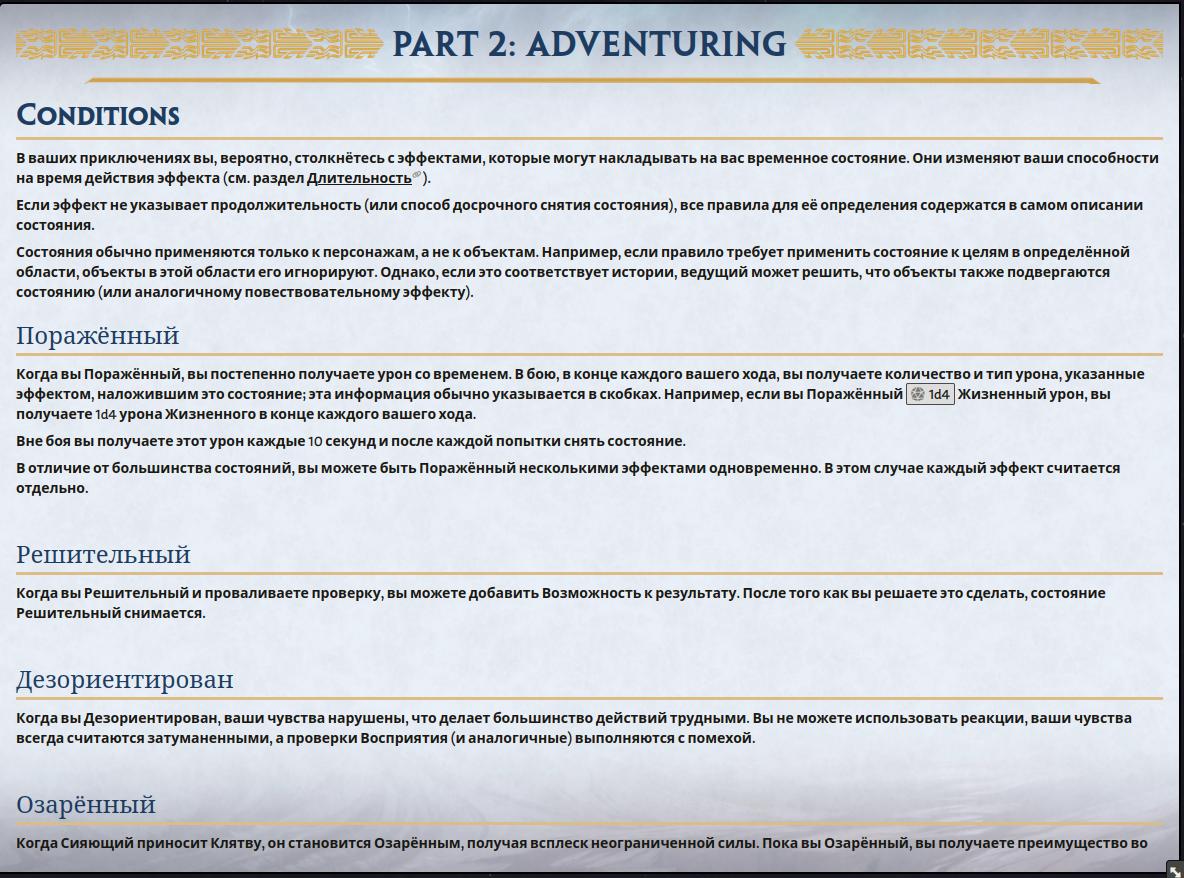 PART 2: ADVENTURING
CONDITIONS
В ваших приключениях вы, вероятно, столкнётесь с эффектами, которые могут накладывать на вас временное состояние. Они изменяют ваши способности
на время действия эффекта (см. раздел Длительность).
Если эффект не указывает продолжительность (или способ досрочного снятия состояния), все правила для её определения содержатся в самом описании
состояния.
Состояния обычно применяются только к персонажам, а не к объектам. Например, если правило требует применить состояние к целям в определённой
области, объекты в этой области его игнорируют. Однако, если это соответствует истории, ведущий может решить, что объекты также подвергаются
состоянию (или аналогичному повествовательному эффекту).
Поражённый
Когда вы Поражённый, вы постепенно получаете урон со временем. В бою, в конце каждого вашего хода, вы получаете количество и тип урона, указанные
эффектом, наложившим это состояние; эта информация обычно указывается в скобках. Например, если вы Поражённый 1d4 Жизненный урон, вы
получаете 1d4 урона Жизненного в конце каждого вашего хода.
Вне боя вы получаете этот урон каждые 10 секунд и после каждой попытки снять состояние.
В отличие от большинства состояний, вы можете быть Поражённый несколькими эффектами одновременно. В этом случае каждый эффект считается
отдельно.
Решительный
Когда вы Решительный и проваливаете проверку, вы можете добавить Возможность к результату. После того как вы решаете это сделать, состояние
Решительный снимается.
Дезориентирован
Когда вы Дезориентирован, ваши чувства нарушены, что делает большинство действий трудными. Вы не можете использовать реакции, ваши чувства
всегда считаются затуманенными, а проверки Восприятия (и аналогичные) выполняются с помехой.
Озарённый
Когда Сияющий приносит Клятву, он становится Озарённым, получая всплеск неограниченной силы. Пока вы Озарённый, вы получаете преимущество во